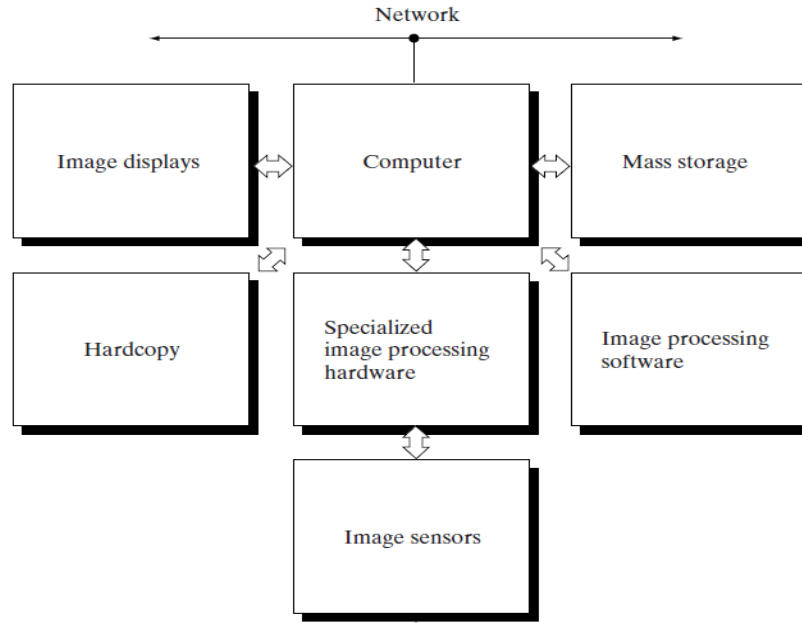 Network
Image displays
Computer
Mass storage
Hardcopy
Specialized
image processing
hardware
Image processing
software
Image sensors